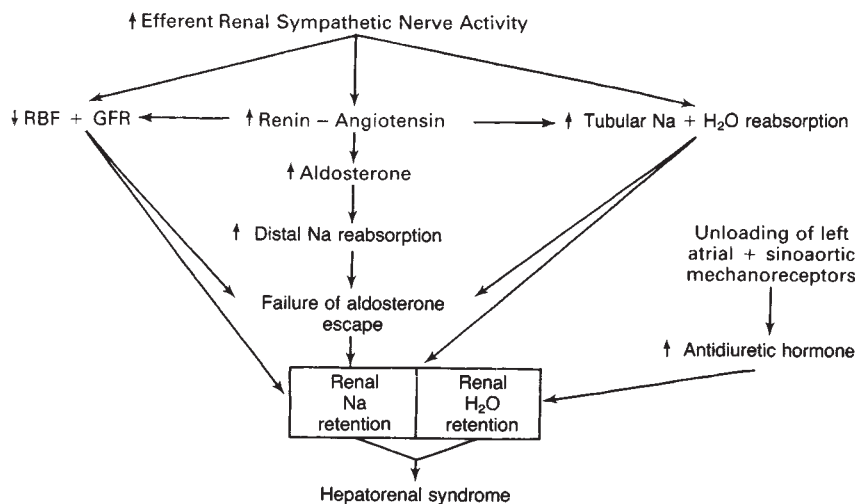 ↑ Efferent Renal Sympathetic Nerve Activity
↓ RBF + GFR
↑ Renin – Angiotensin
↑ Tubular Na + H₂O reabsorption
↑ Aldosterone
↑ Distal Na reabsorption
Unloading of left
atrial + sinoaortic
mechanoreceptors
Failure of aldosterone
escape
↑ Antidiuretic hormone
Renal
Na
retention
Renal
H₂O
retention
Hepatorenal syndrome